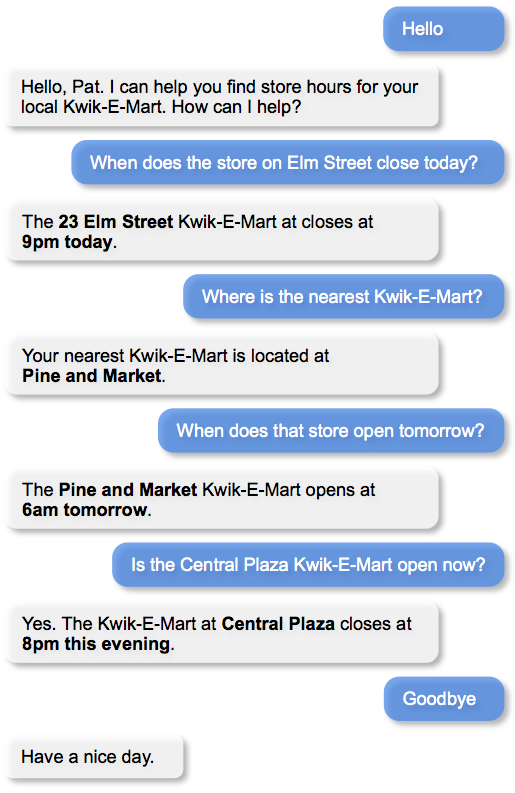 Hello
Hello, Pat. I can help you find store hours for your
local Kwik-E-Mart. How can I help?
When does the store on Elm Street close today?
The 23 Elm Street Kwik-E-Mart at closes at
9pm today.
Where is the nearest Kwik-E-Mart?
Your nearest Kwik-E-Mart is located at
Pine and Market.
When does that store open tomorrow?
The Pine and Market Kwik-E-Mart opens at
6am tomorrow.
Is the Central Plaza Kwik-E-Mart open now?
Yes. The Kwik-E-Mart at Central Plaza closes at
8pm this evening.
Goodbye
Have a nice day.